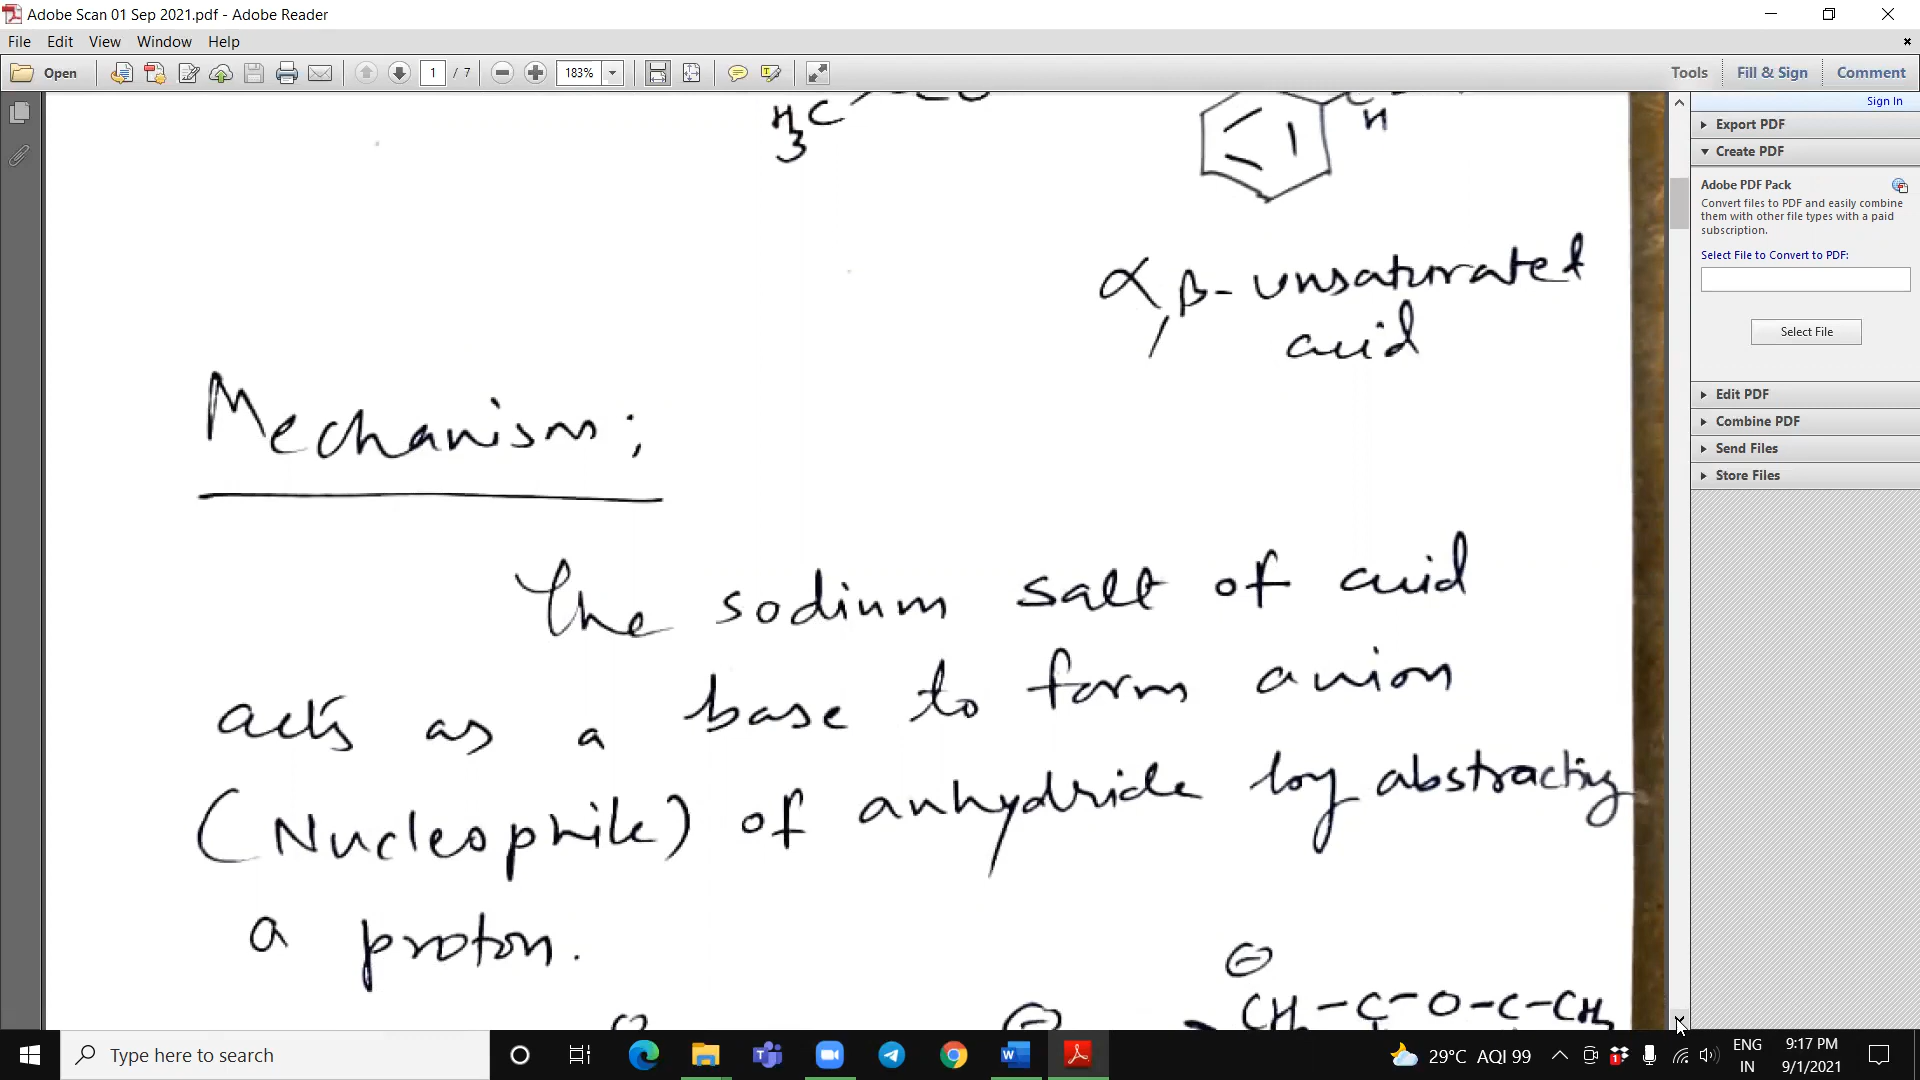 Adobe Scan 01 Sep 2021.pdf - Adobe Reader
File Edit View Window Help
Open 1 / 7 183% Tools Fill & Sign Comment
Sign In
Export PDF
Create PDF
Adobe PDF Pack
Convert files to PDF and easily combine
them with other file types with a paid
subscription.
Select File to Convert to PDF:
Select File
Edit PDF
Combine PDF
Send Files
Store Files
H3C
H
α, β- unsaturated
acid
Mechanism;
The sodium salt of acid
acts as a base to form anion
(Nucleophile) of anhydride by abstracting
a proton.
⊖
CH – C – O – C – CH3
Type here to search
29°C AQI 99
ENG
IN
9:17 PM
9/1/2021